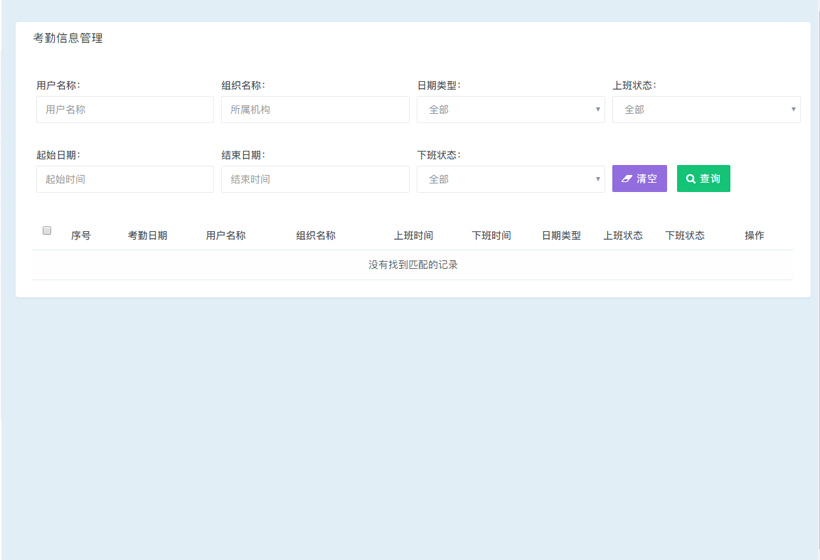 考勤信息管理
用户名称: 组织名称: 日期类型: 上班状态:
用户名称 所属机构 全部 全部
起始日期: 结束日期: 下班状态:
起始时间 结束时间 全部 清空 查询
序号 考勤日期 用户名称 组织名称 上班时间 下班时间 日期类型 上班状态 下班状态 操作
没有找到匹配的记录